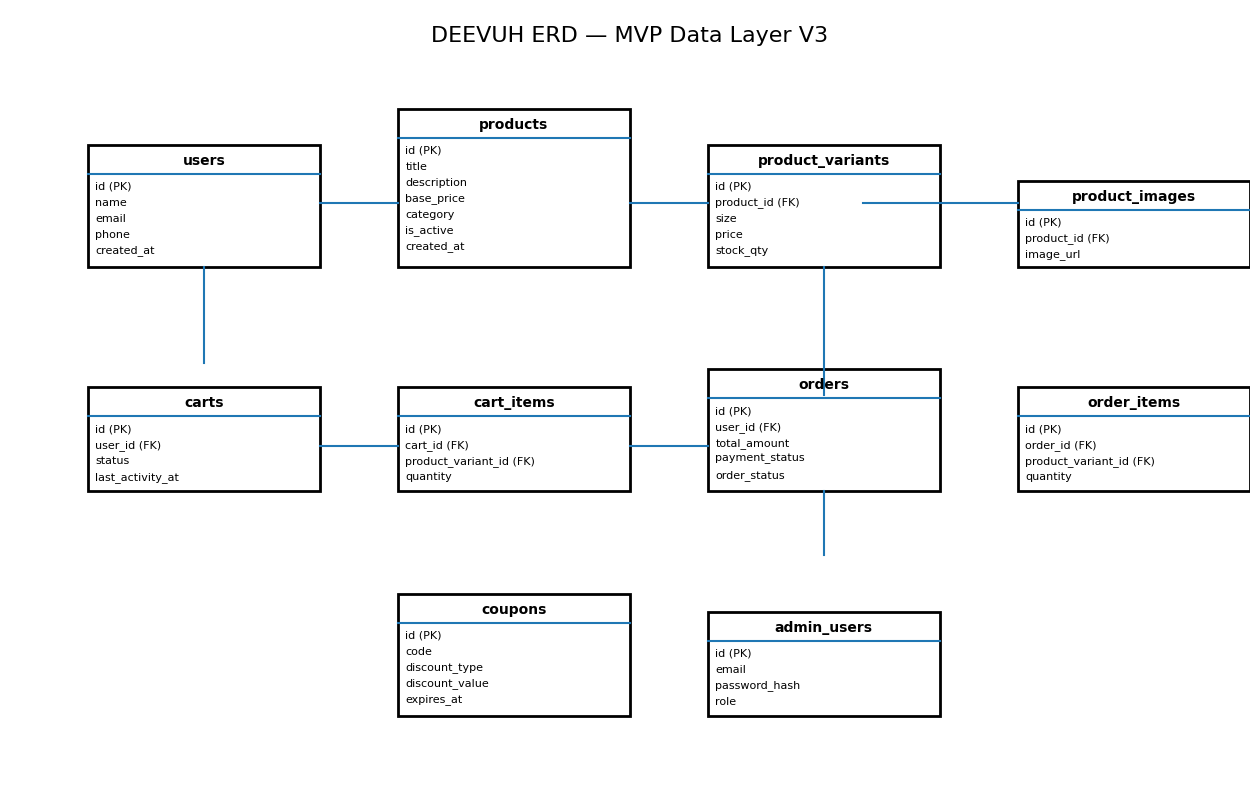 DEEVUH ERD — MVP Data Layer V3
users
id (PK)
name
email
phone
created_at
products
id (PK)
title
description
base_price
category
is_active
created_at
product_variants
id (PK)
product_id (FK)
size
price
stock_qty
product_images
id (PK)
product_id (FK)
image_url
carts
id (PK)
user_id (FK)
status
last_activity_at
cart_items
id (PK)
cart_id (FK)
product_variant_id (FK)
quantity
orders
id (PK)
user_id (FK)
total_amount
payment_status
order_status
order_items
id (PK)
order_id (FK)
product_variant_id (FK)
quantity
coupons
id (PK)
code
discount_type
discount_value
expires_at
admin_users
id (PK)
email
password_hash
role